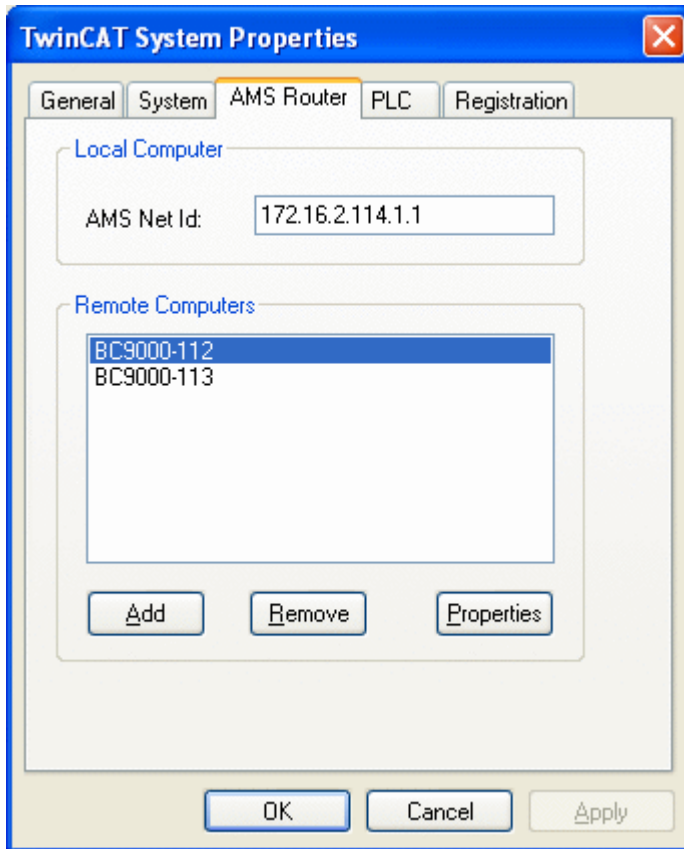 TwinCAT System Properties
General System AMS Router PLC Registration
Local Computer
AMS Net Id: 172.16.2.114.1.1
Remote Computers
BC9000-112
BC9000-113
Add Remove Properties
OK Cancel Apply